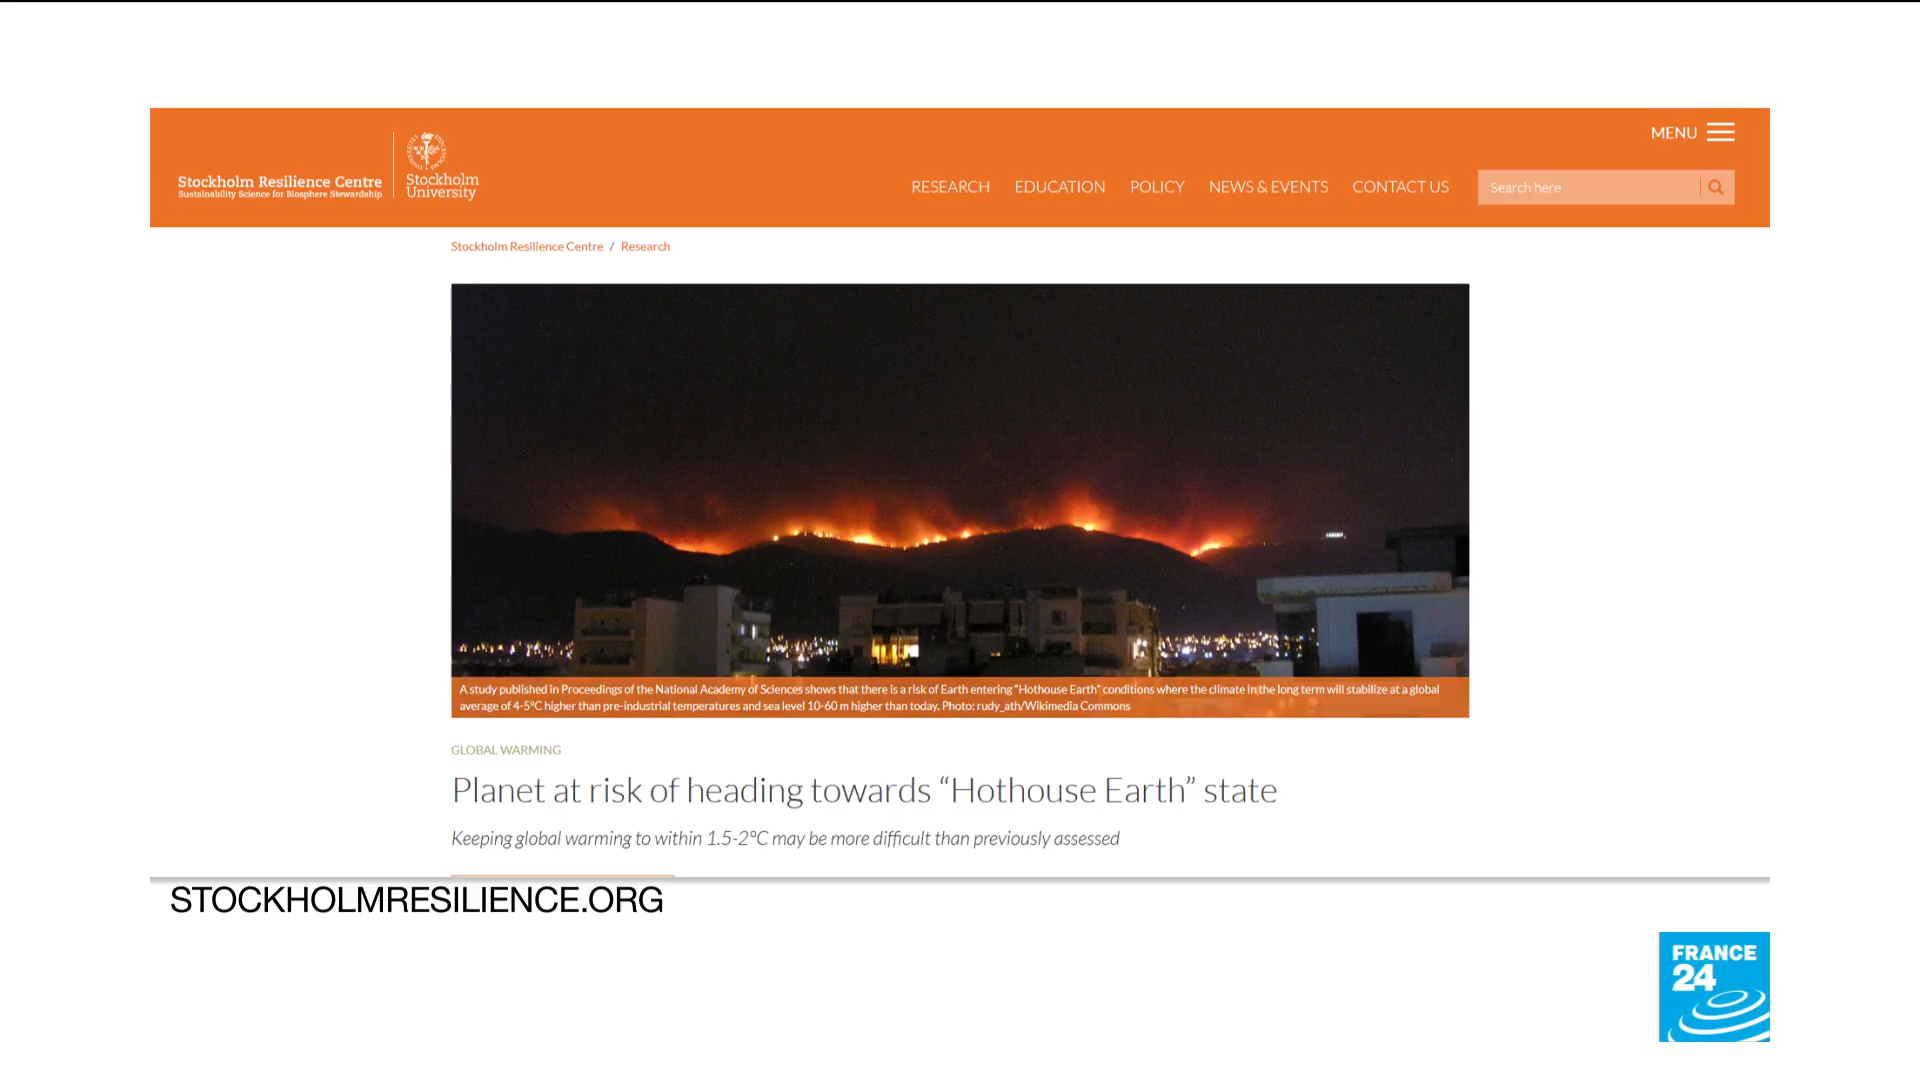 MENU
Stockholm Resilience Centre
Sustainability Science for Biosphere Stewardship
Stockholm
University
RESEARCH EDUCATION POLICY NEWS & EVENTS CONTACT US Search here
Stockholm Resilience Centre / Research
A study published in Proceedings of the National Academy of Sciences shows that there is a risk of Earth entering "Hothouse Earth" conditions where the climate in the long term will stabilize at a global
average of 4-5°C higher than pre-industrial temperatures and sea level 10-60 m higher than today. Photo: rudy_ath/Wikimedia Commons
GLOBAL WARMING
Planet at risk of heading towards “Hothouse Earth” state
Keeping global warming to within 1.5-2°C may be more difficult than previously assessed
STOCKHOLMRESILIENCE.ORG
FRANCE
24